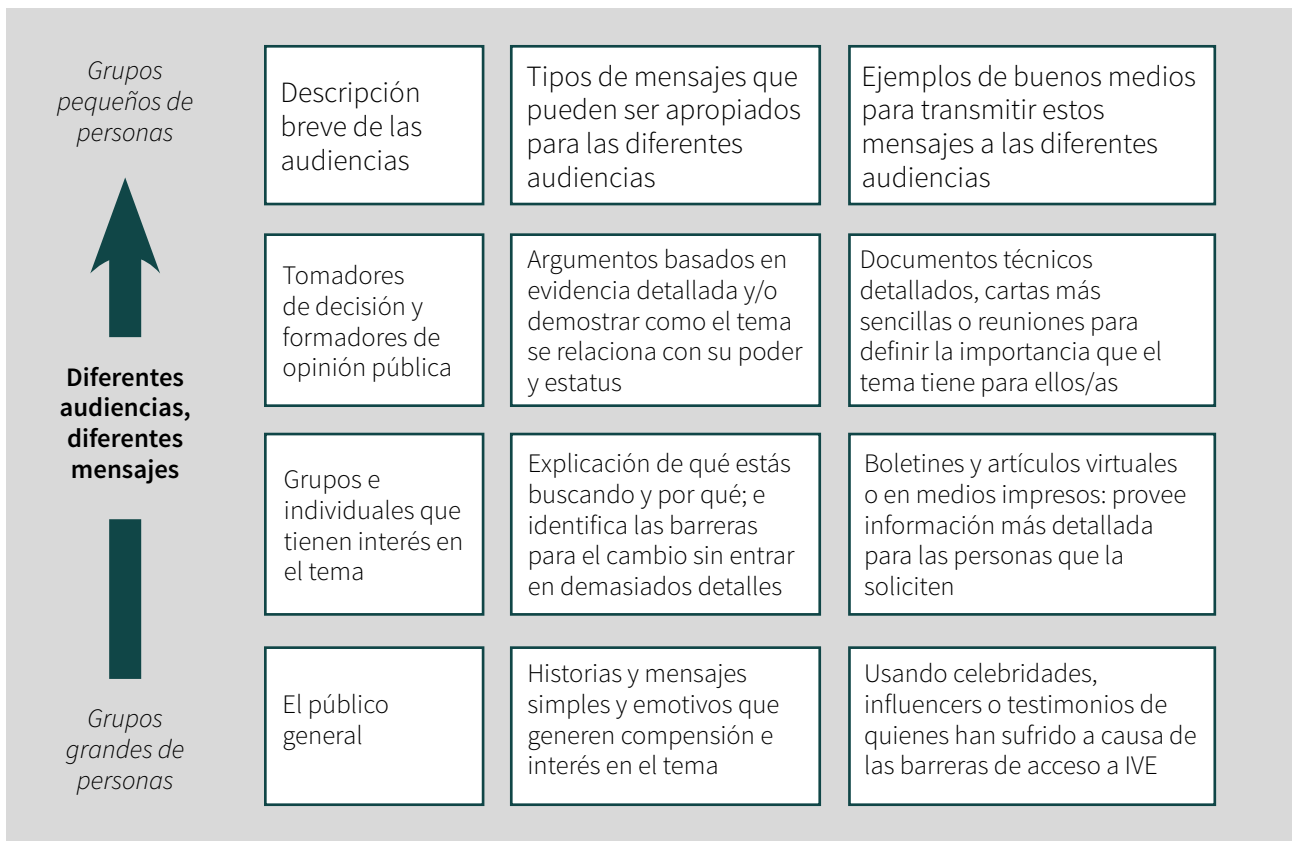 Grupos
pequeños de
personas
Diferentes
audiencias,
diferentes
mensajes
Grupos
grandes de
personas
Descripción
breve de las
audiencias
Tipos de mensajes que
pueden ser apropiados
para las diferentes
audiencias
Ejemplos de buenos medios
para transmitir estos
mensajes a las diferentes
audiencias
Tomadores
de decisión y
formadores de
opinión pública
Argumentos basados en
evidencia detallada y/o
demostrar como el tema
se relaciona con su poder
y estatus
Documentos técnicos
detallados, cartas más
sencillas o reuniones para
definir la importancia que el
tema tiene para ellos/as
Grupos e
individuales que
tienen interés en
el tema
Explicación de qué estás
buscando y por qué; e
identifica las barreras
para el cambio sin entrar
en demasiados detalles
Boletines y artículos virtuales
o en medios impresos: provee
información más detallada
para las personas que la
soliciten
El público
general
Historias y mensajes
simples y emotivos que
generen compensión e
interés en el tema
Usando celebridades,
influencers o testimonios de
quienes han sufrido a causa de
las barreras de acceso a IVE